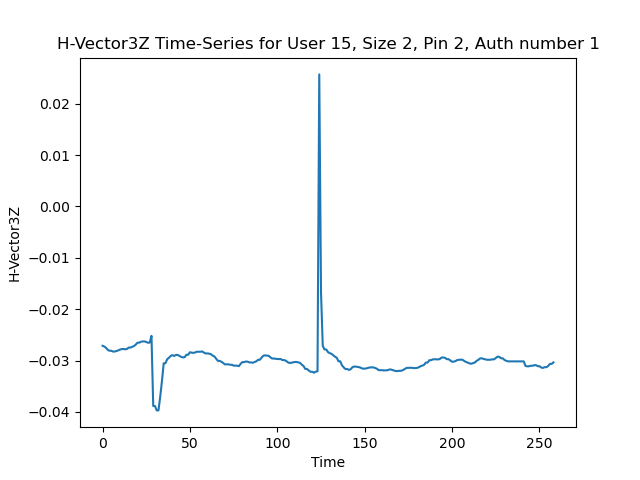 H-Vector3Z Time-Series for User 15, Size 2, Pin 2, Auth number 1
H-Vector3Z
0.02
0.01
0.00
−0.01
−0.02
−0.03
−0.04
0 50 100 150 200 250
Time